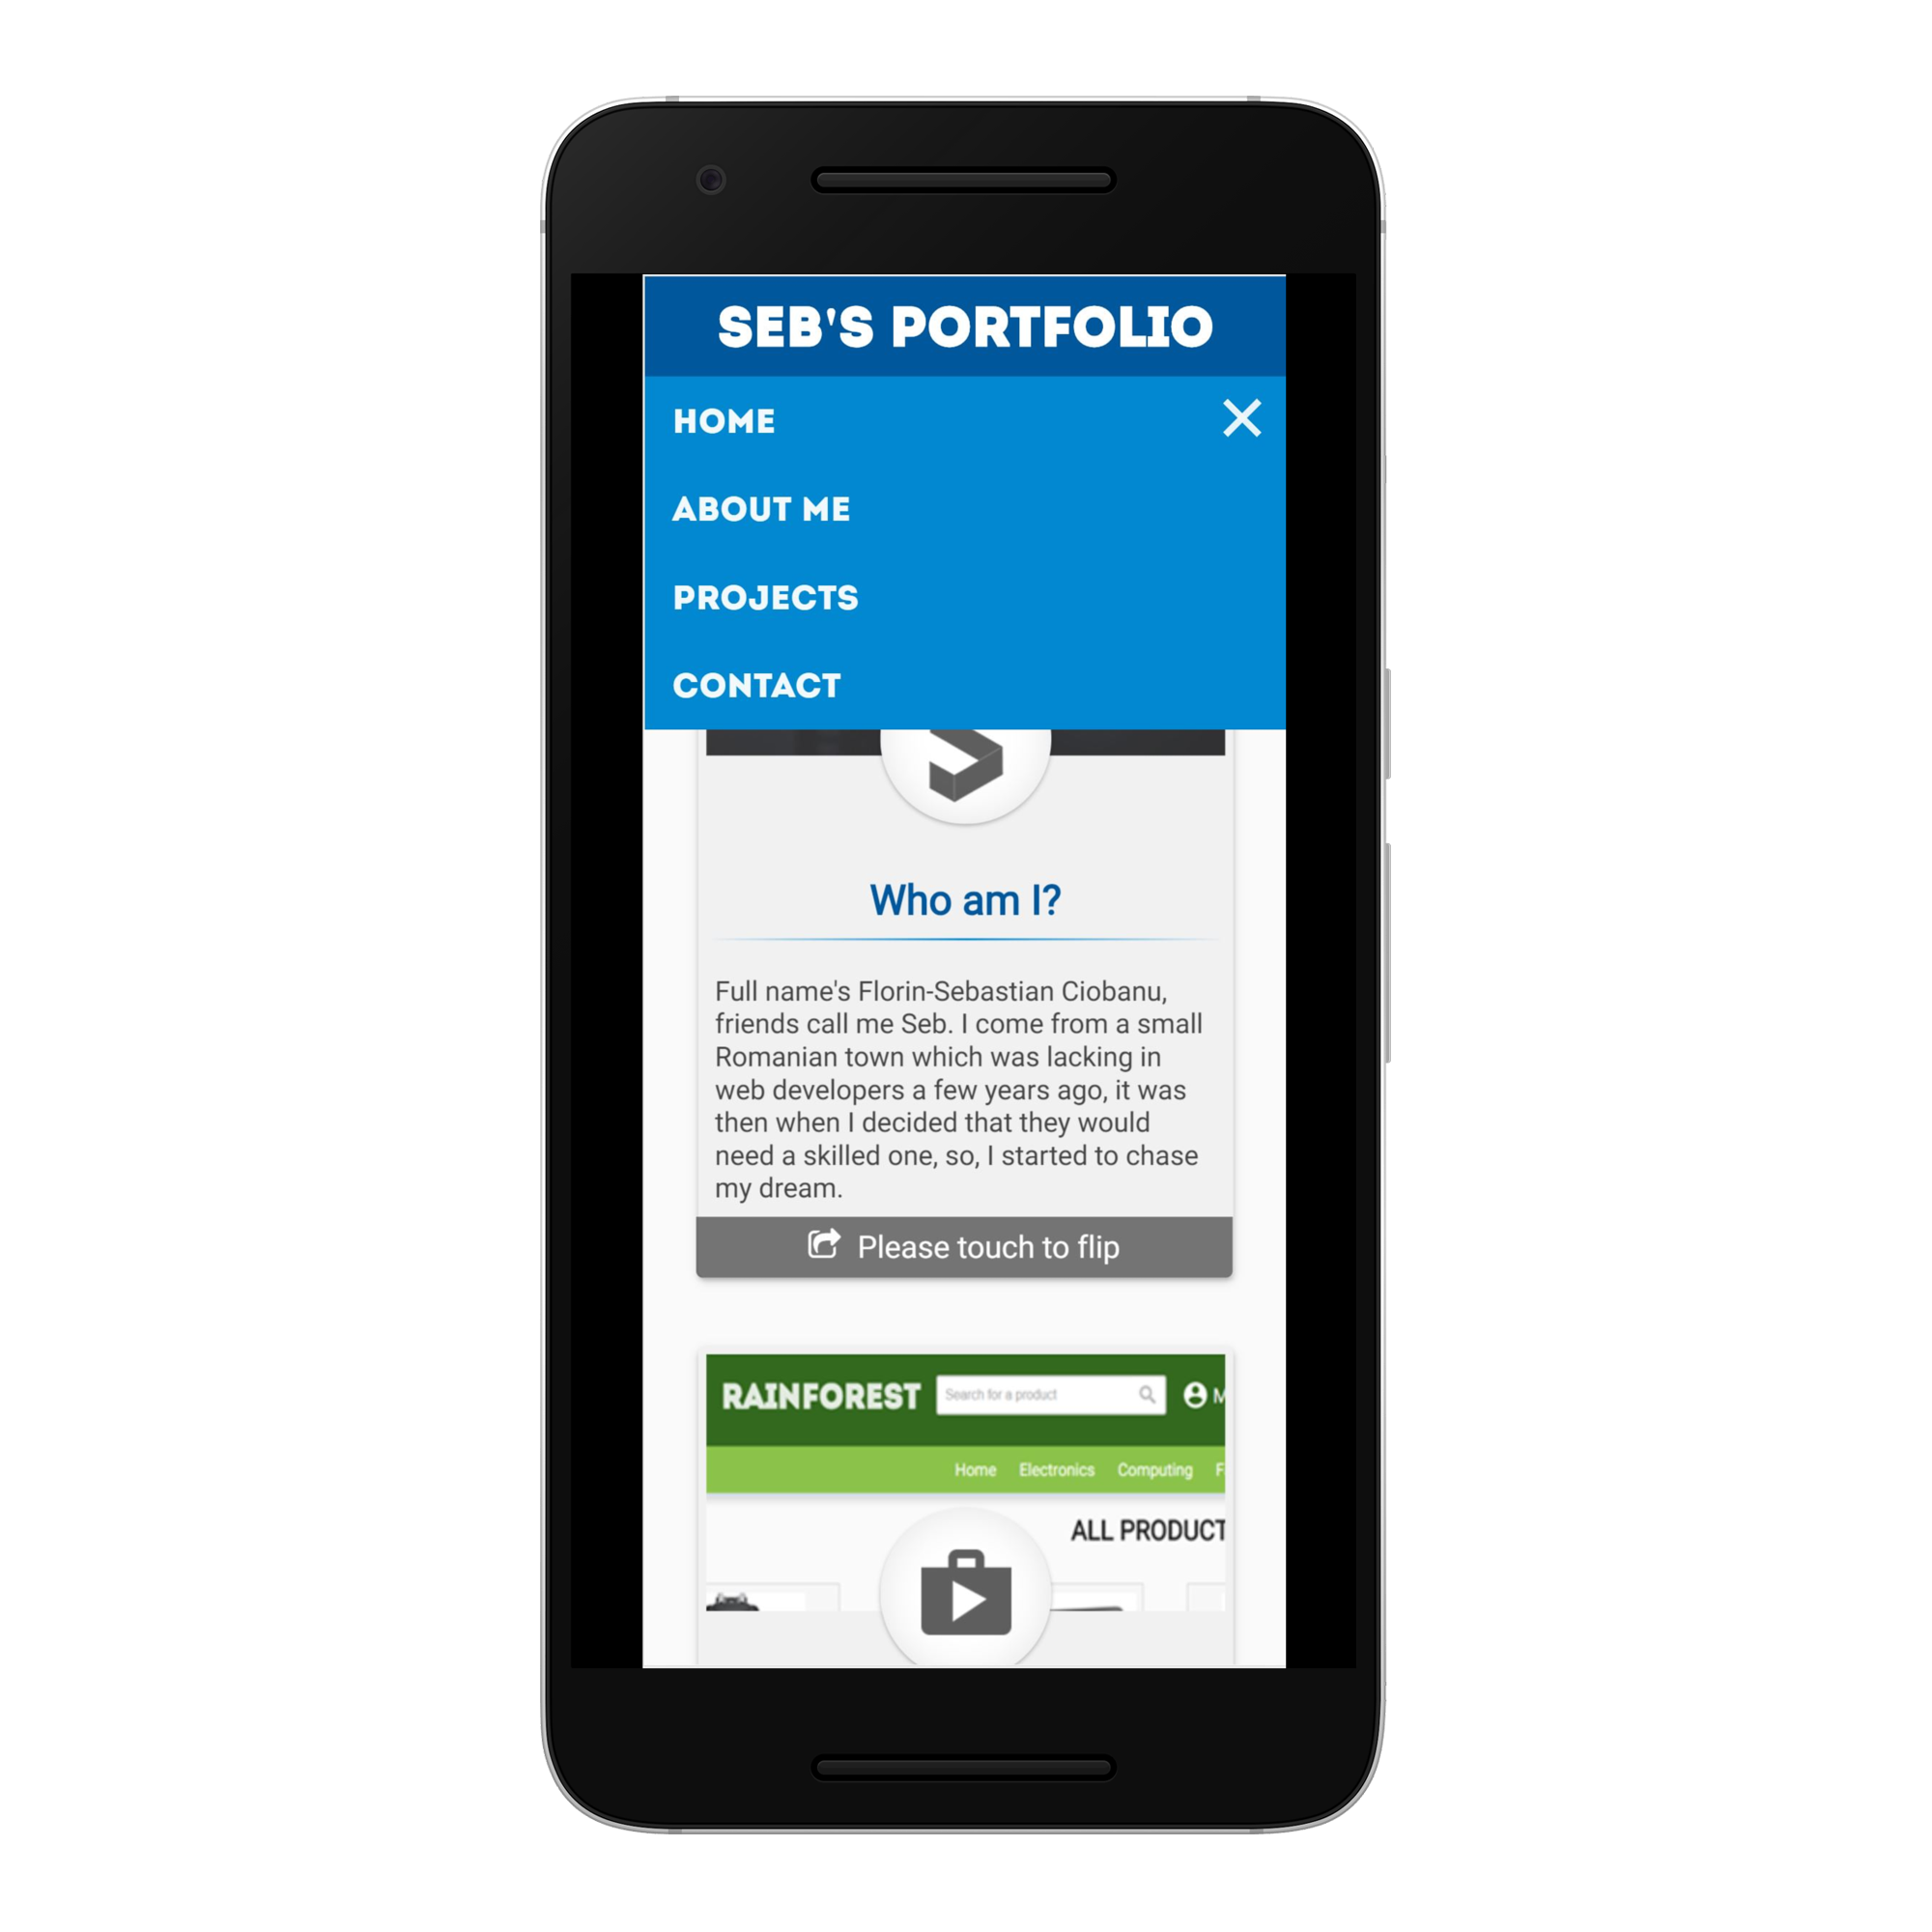 SEB'S PORTFOLIO
HOME
ABOUT ME
PROJECTS
CONTACT
Who am I?
Full name's Florin-Sebastian Ciobanu,
friends call me Seb. I come from a small
Romanian town which was lacking in
web developers a few years ago, it was
then when I decided that they would
need a skilled one, so, I started to chase
my dream.
Please touch to flip
RAINFOREST Search for a product M
Home Electronics Computing F
ALL PRODUCT